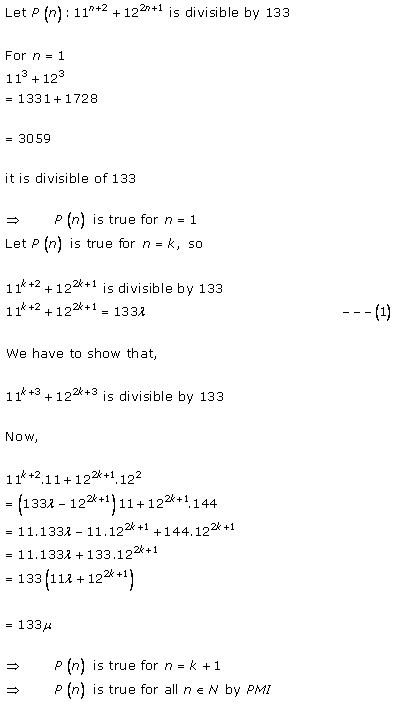 Let P(n) : 11^{n+2} + 12^{2n+1} is divisible by 133
For n = 1
11^3 + 12^3
= 1331 + 1728
= 3059
it is divisible of 133
⇒ P(n) is true for n = 1
Let P(n) is true for n = k, so
11^{k+2} + 12^{2k+1} is divisible by 133
11^{k+2} + 12^{2k+1} = 133λ ---(1)
We have to show that,
11^{k+3} + 12^{2k+3} is divisible by 133
Now,
11^{k+2}.11 + 12^{2k+1}.12^2
= (133λ - 12^{2k+1})11 + 12^{2k+1}.144
= 11.133λ - 11.12^{2k+1} + 144.12^{2k+1}
= 11.133λ + 133.12^{2k+1}
= 133(11λ + 12^{2k+1})
= 133μ
⇒ P(n) is true for n = k + 1
⇒ P(n) is true for all n ∈ N by PMI